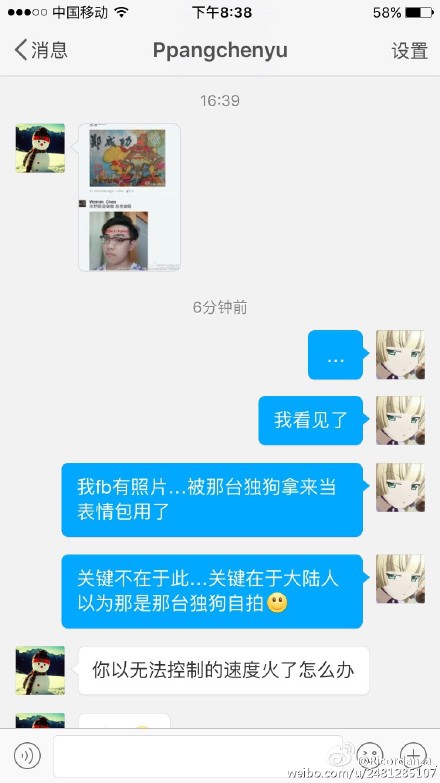 中国移动
下午8:38
58%
消息
Ppangchenyu
设置
16:39
郑成功
6分钟前
...
我看见了
我fb有照片...被那台独狗拿来当
表情包用了
关键不在于此...关键在于大陆人
以为那是那台独狗自拍
你以无法控制的速度火了怎么办
@Ricordanza
weibo.com/u/2481285107